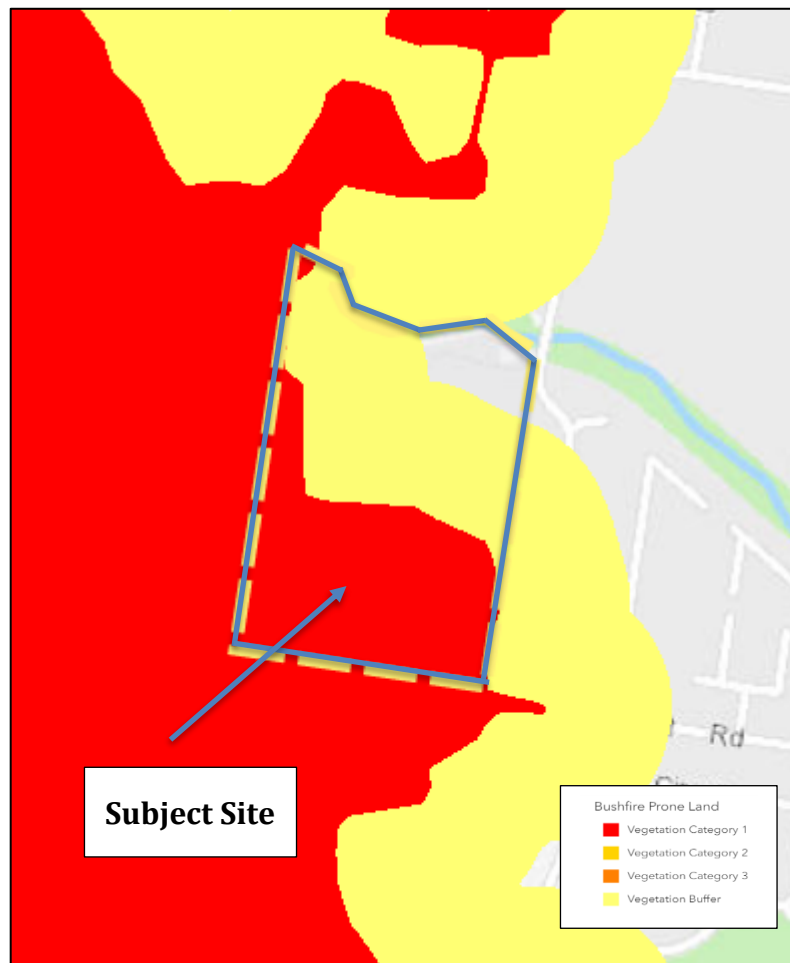 Rd
Subject Site
Bushfire Prone Land
Vegetation Category 1
Vegetation Category 2
Vegetation Category 3
Vegetation Buffer